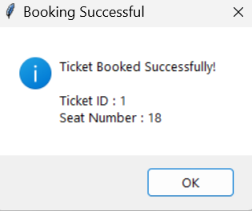 Booking Successful
Ticket Booked Successfully!
Ticket ID : 1
Seat Number : 18
OK